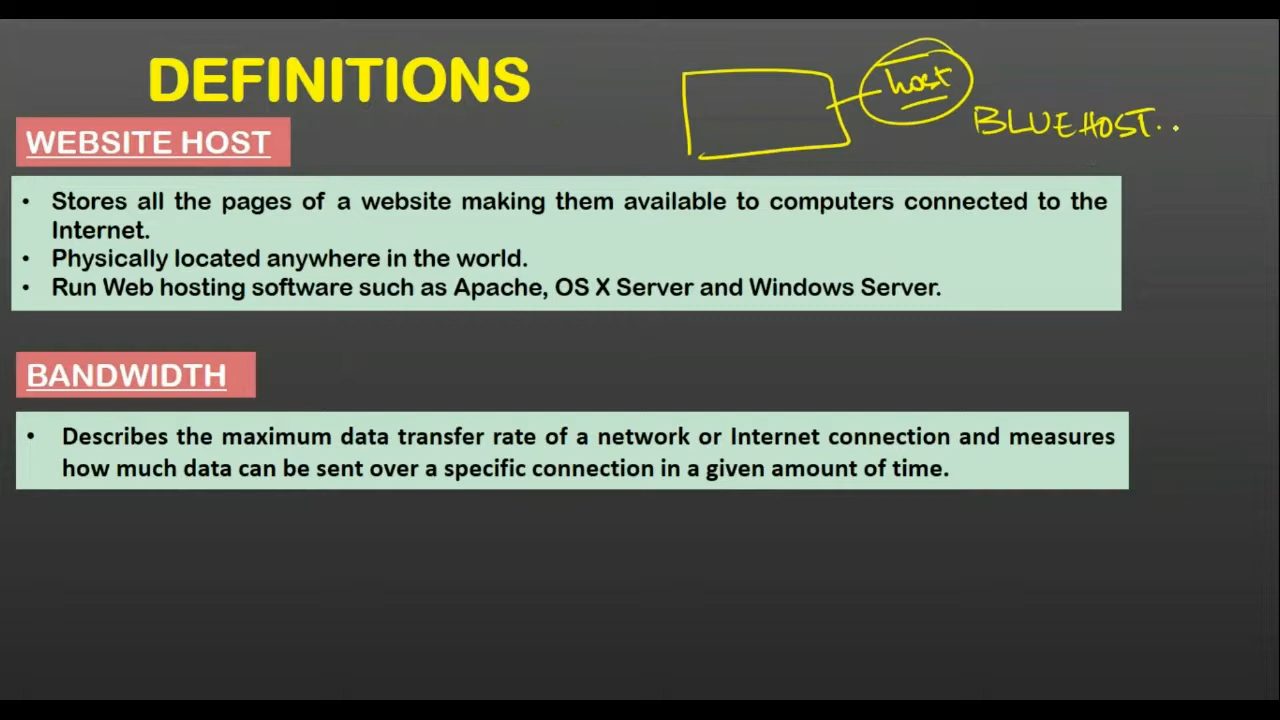 DEFINITIONS
host
BLUEHOST..
WEBSITE HOST
• Stores all the pages of a website making them available to computers connected to the
Internet.
• Physically located anywhere in the world.
• Run Web hosting software such as Apache, OS X Server and Windows Server.
BANDWIDTH
• Describes the maximum data transfer rate of a network or Internet connection and measures
how much data can be sent over a specific connection in a given amount of time.